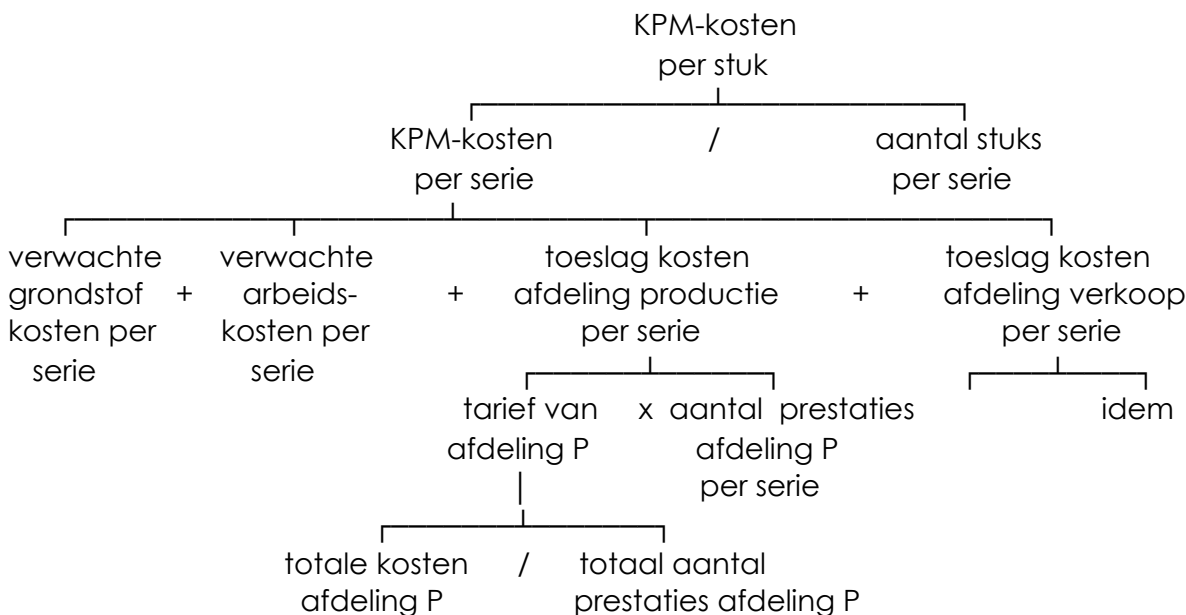 KPM-kosten
per stuk
KPM-kosten / aantal stuks
per serie per serie
verwachte verwachte toeslag kosten toeslag kosten
grondstof + arbeids- + afdeling productie + afdeling verkoop
kosten per kosten per per serie per serie
serie serie
tarief van x aantal prestaties idem
afdeling P afdeling P
per serie
totale kosten / totaal aantal
afdeling P prestaties afdeling P